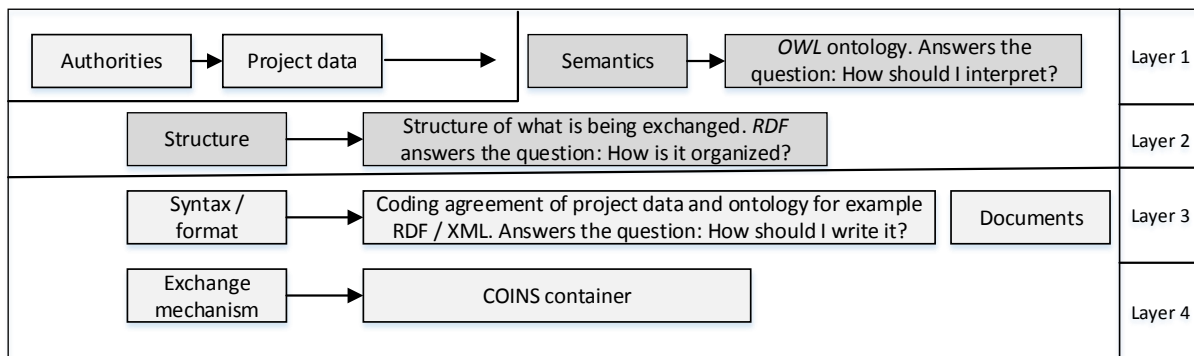 Authorities
Project data
Semantics
OWL ontology. Answers the
question: How should I interpret?
Layer 1
Structure
Structure of what is being exchanged. RDF
answers the question: How is it organized?
Layer 2
Syntax /
format
Coding agreement of project data and ontology for example
RDF / XML. Answers the question: How should I write it?
Documents
Layer 3
Exchange
mechanism
COINS container
Layer 4